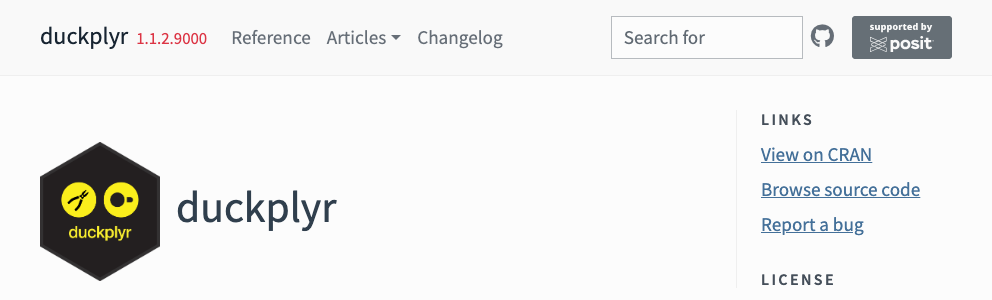 duckplyr 1.1.2.9000 Reference Articles Changelog Search for supported by posit
duckplyr
duckplyr
LINKS
View on CRAN
Browse source code
Report a bug
LICENSE